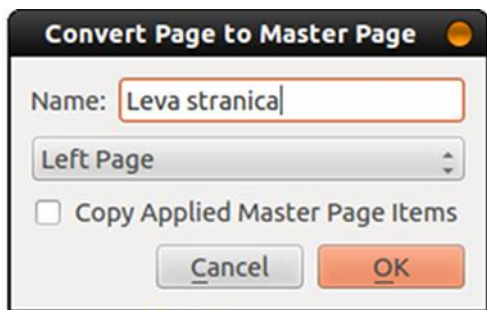 Convert Page to Master Page
Name: Leva stranica
Left Page
Copy Applied Master Page Items
Cancel OK